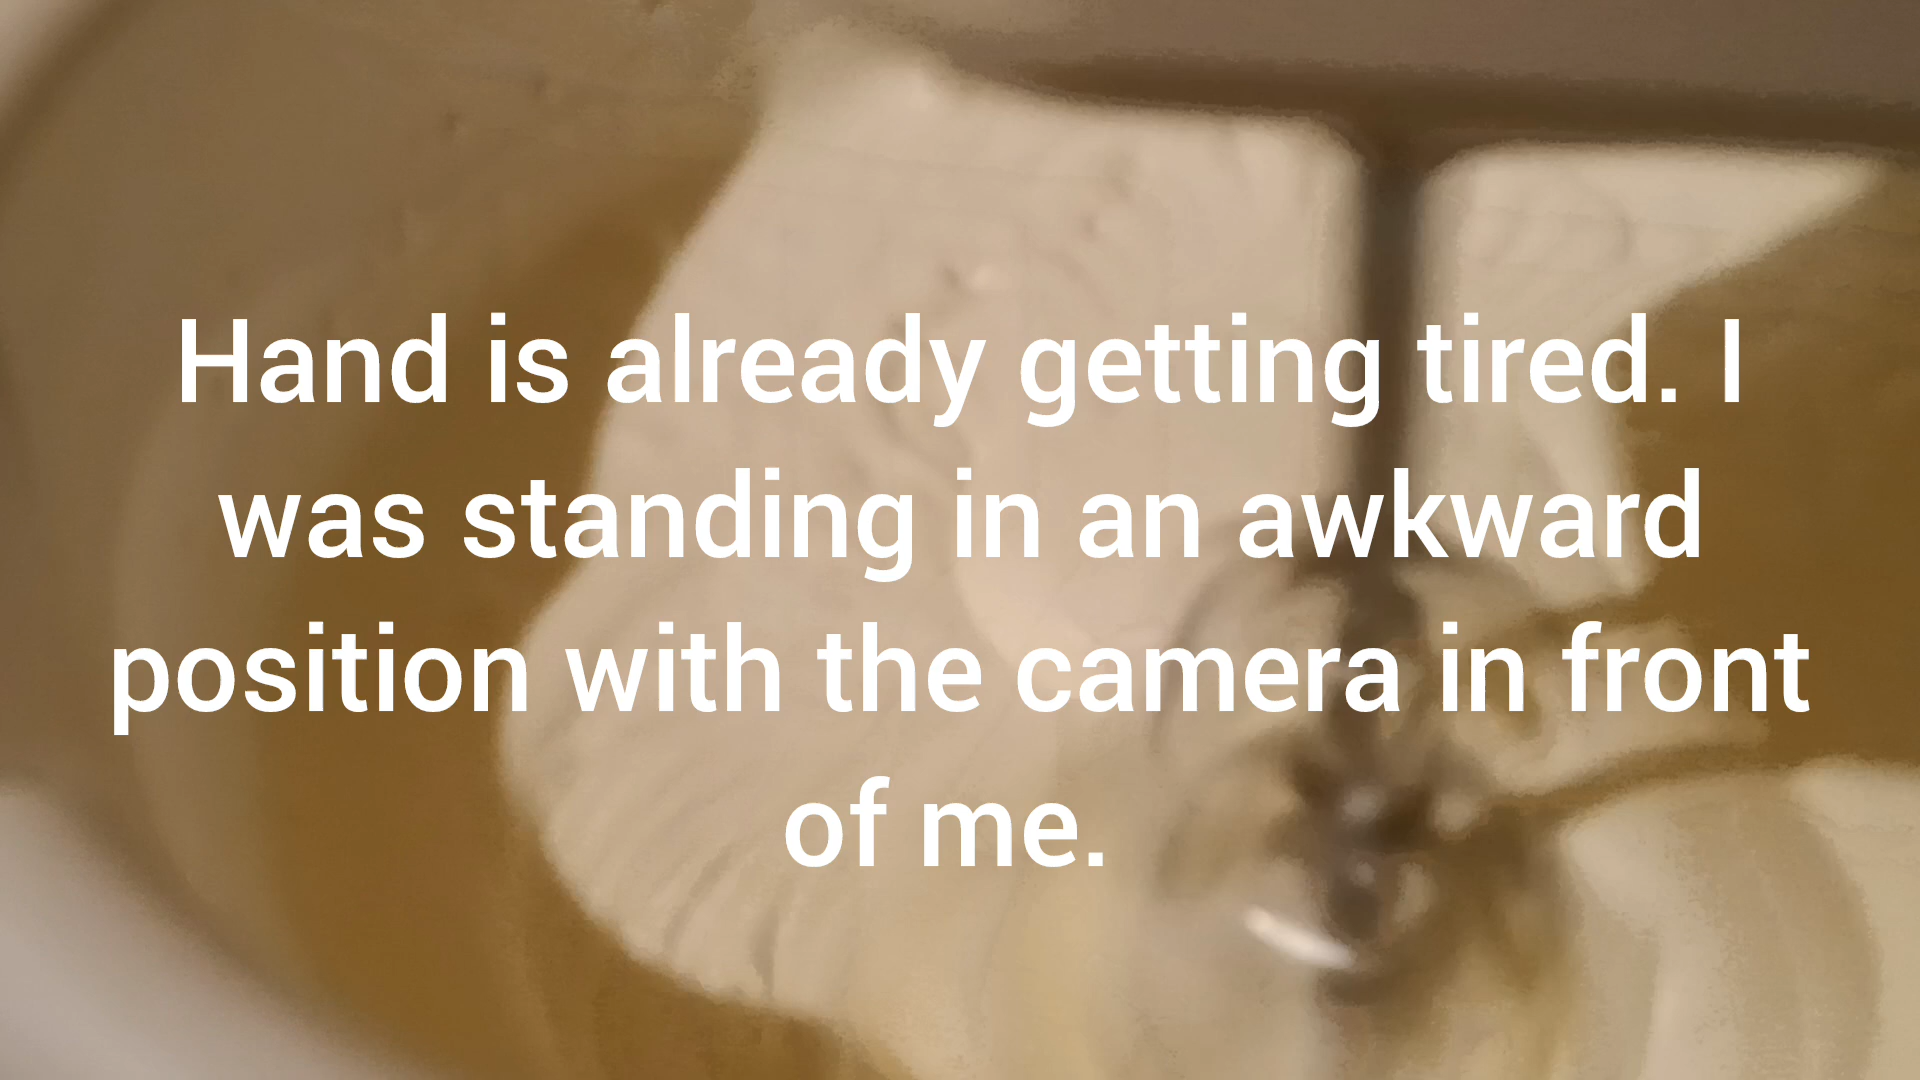 Hand is already getting tired. I
was standing in an awkward
position with the camera in front
of me.